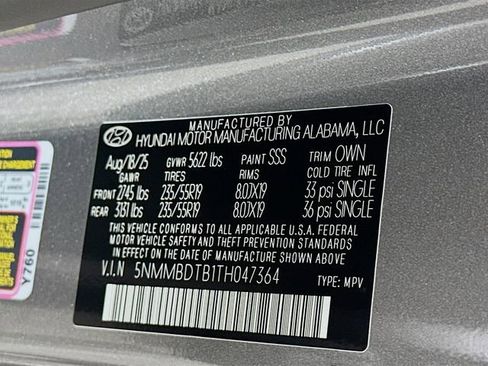 MANUFACTURED BY
HYUNDAI MOTOR MANUFACTURING ALABAMA, LLC
Aug/18/25 GVWR 5622 lbs PAINT SSS TRIM OWN
GAWR TIRES RIMS COLD TIRE INFL
FRONT 2745 lbs 235/55R19 8.0JX19 33 psi SINGLE
REAR 3131 lbs 235/55R19 8.0JX19 36 psi SINGLE
THIS VEHICLE CONFORMS TO ALL APPLICABLE U.S.A. FEDERAL
MOTOR VEHICLE SAFETY AND THEFT PREVENTION STANDARDS
IN EFFECT ON THE DATE OF MANUFACTURE SHOWN ABOVE.
V.I.N 5NMMBDTB1TH047364
TYPE: MPV
Y760